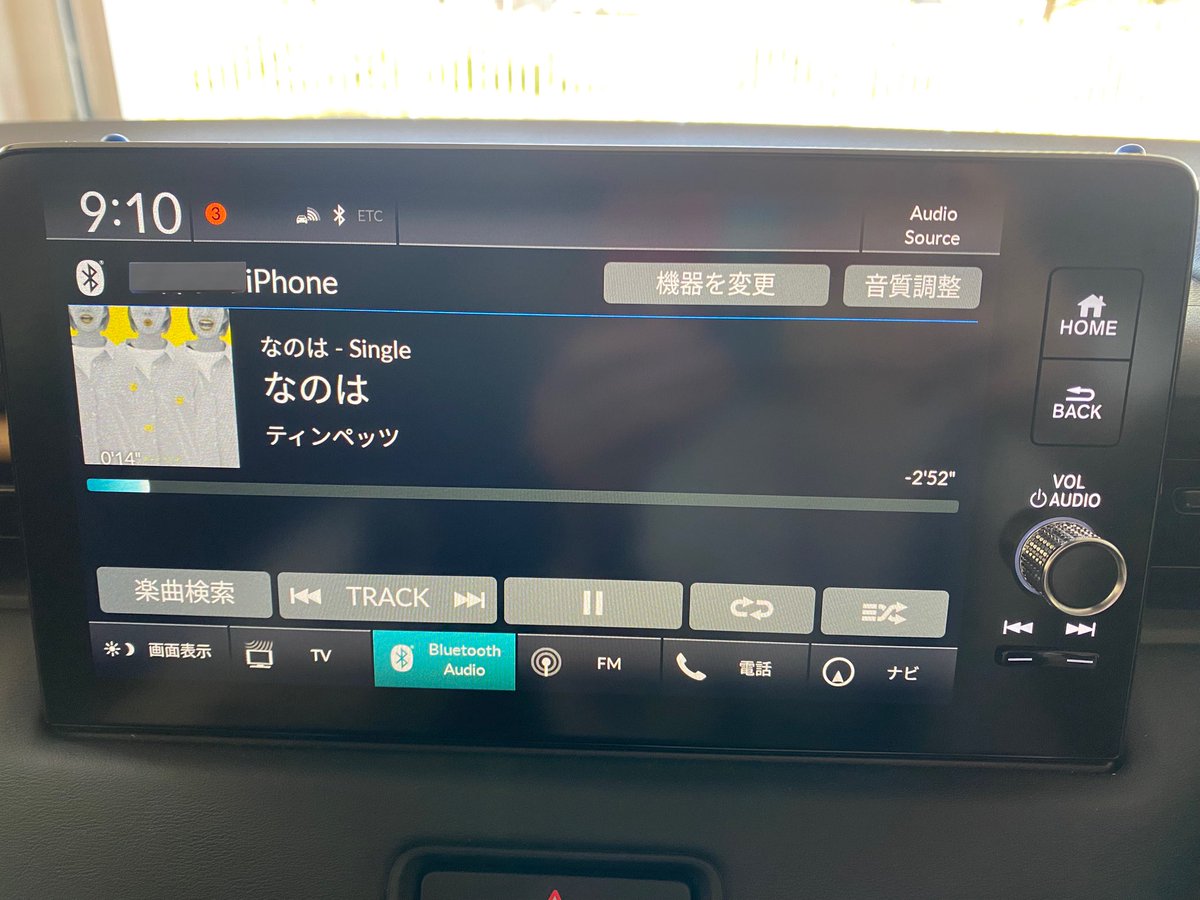 9:10
3
ETC
Audio
Source
iPhone
機器を変更
音質調整
HOME
なのは - Single
なのは
BACK
ティンペッツ
0'14"
-2'52"
VOL
AUDIO
楽曲検索
TRACK
画面表示
TV
Bluetooth
Audio
FM
電話
ナビ